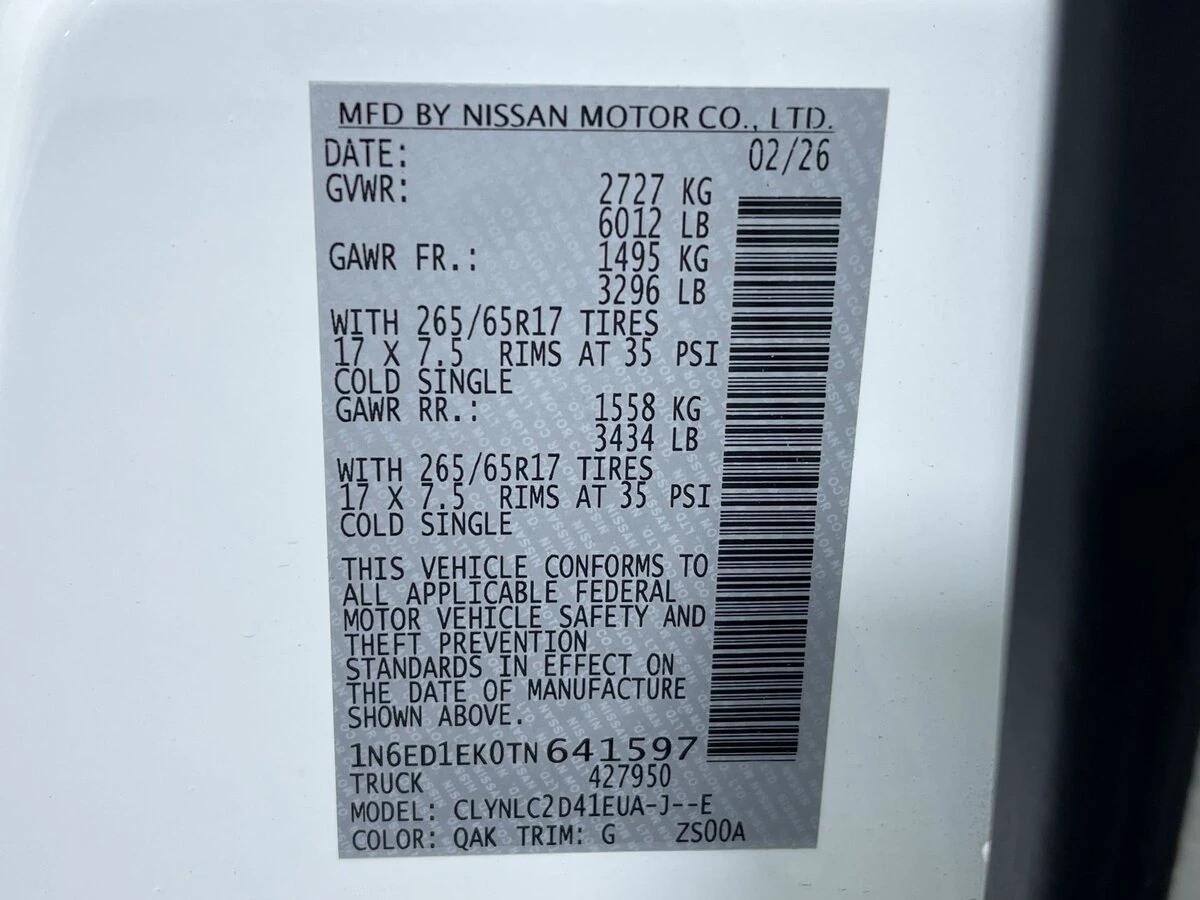 MFD BY NISSAN MOTOR CO., LTD.
DATE: 02/26
GVWR: 2727 KG
6012 LB
GAWR FR.: 1495 KG
3296 LB
WITH 265/65R17 TIRES
17 X 7.5 RIMS AT 35 PSI
COLD SINGLE
GAWR RR.: 1558 KG
3434 LB
WITH 265/65R17 TIRES
17 X 7.5 RIMS AT 35 PSI
COLD SINGLE
THIS VEHICLE CONFORMS TO
ALL APPLICABLE FEDERAL
MOTOR VEHICLE SAFETY AND
THEFT PREVENTION
STANDARDS IN EFFECT ON
THE DATE OF MANUFACTURE
SHOWN ABOVE.
1N6ED1EK0TN641597
TRUCK 427950
MODEL: CLYNLC2D41EUA-J--E
COLOR: QAK TRIM: G ZS00A